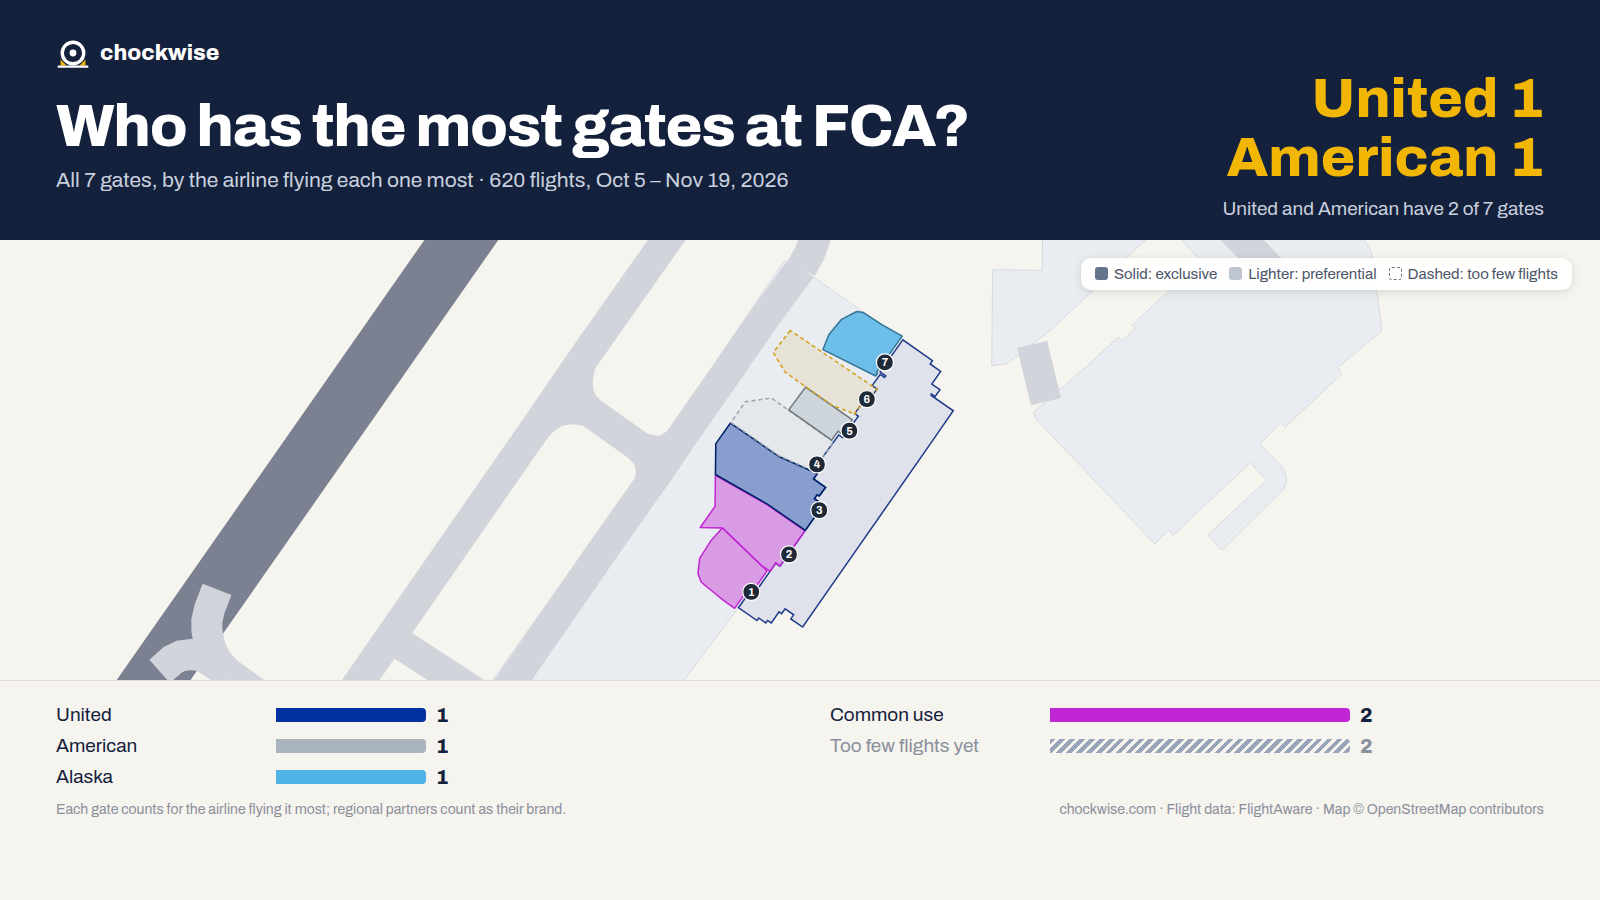 chockwise
Who has the most gates at FCA?
All 7 gates, by the airline flying each one most · 620 flights, Oct 5 – Nov 19, 2026
United 1
American 1
United and American have 2 of 7 gates
Solid: exclusive
Lighter: preferential
Dashed: too few flights
7
6
5
4
3
2
1
United 1
American 1
Alaska 1
Common use 2
Too few flights yet 2
Each gate counts for the airline flying it most; regional partners count as their brand.
chockwise.com · Flight data: FlightAware · Map © OpenStreetMap contributors